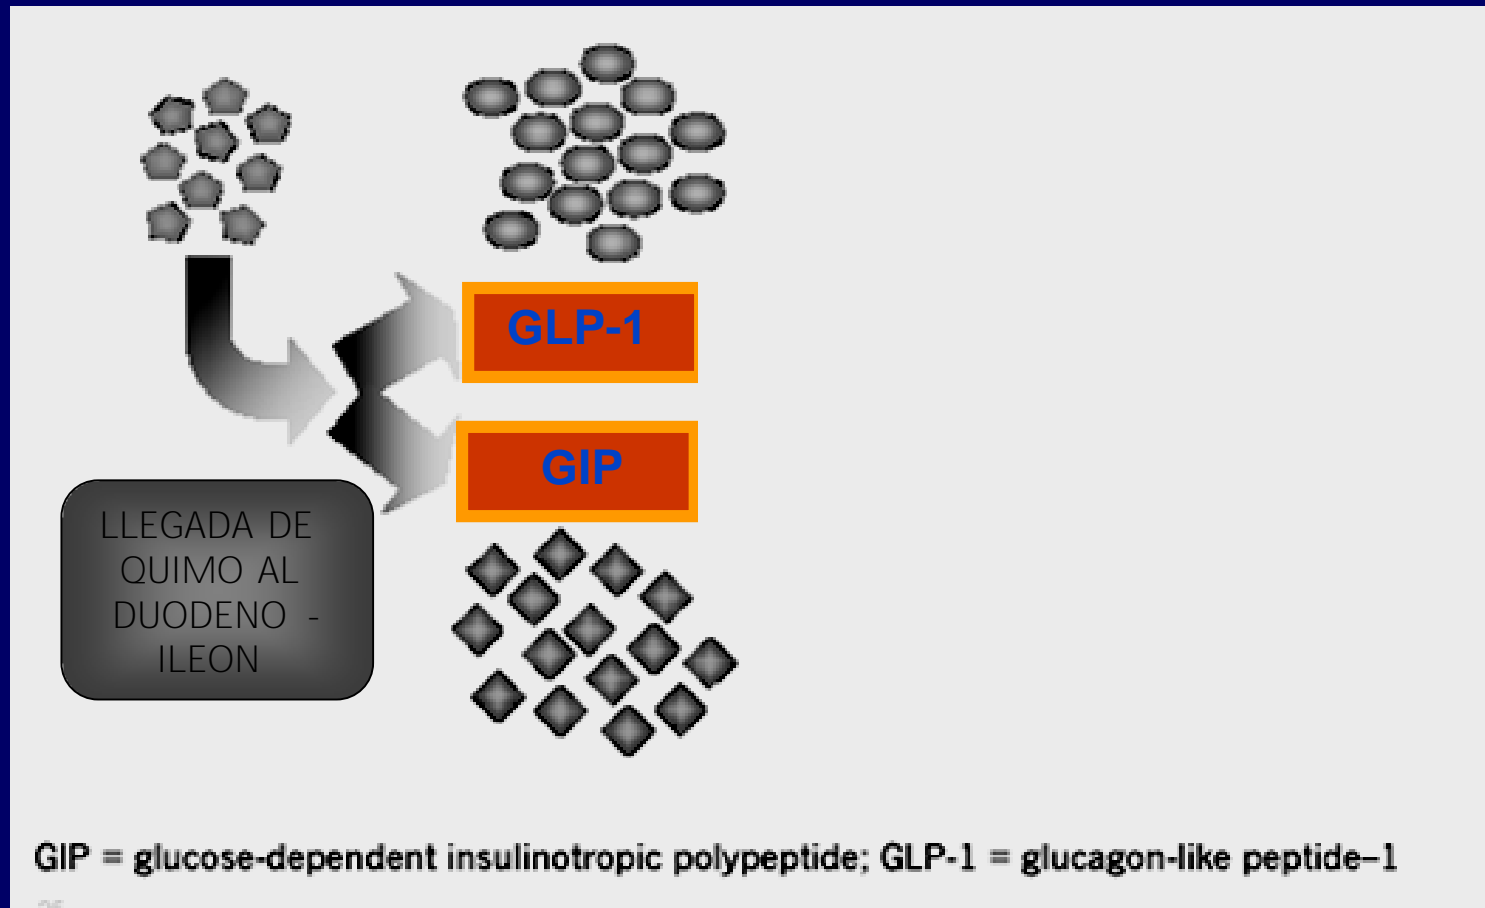 GLP-1
GIP
LLEGADA DE
QUIMO AL
DUODENO -
ILEON
GIP = glucose-dependent insulinotropic polypeptide; GLP-1 = glucagon-like peptide–1